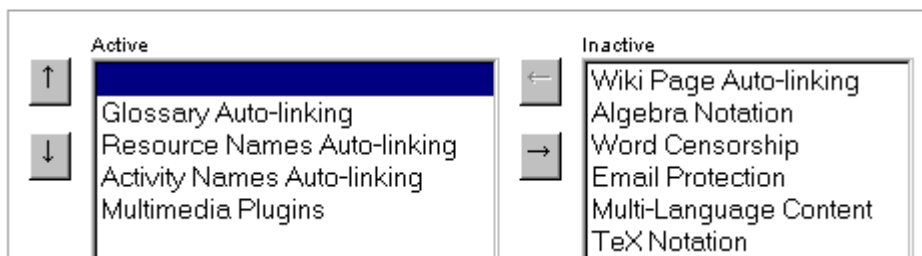 Active
Glossary Auto-linking
Resource Names Auto-linking
Activity Names Auto-linking
Multimedia Plugins
Inactive
Wiki Page Auto-linking
Algebra Notation
Word Censorship
Email Protection
Multi-Language Content
TeX Notation